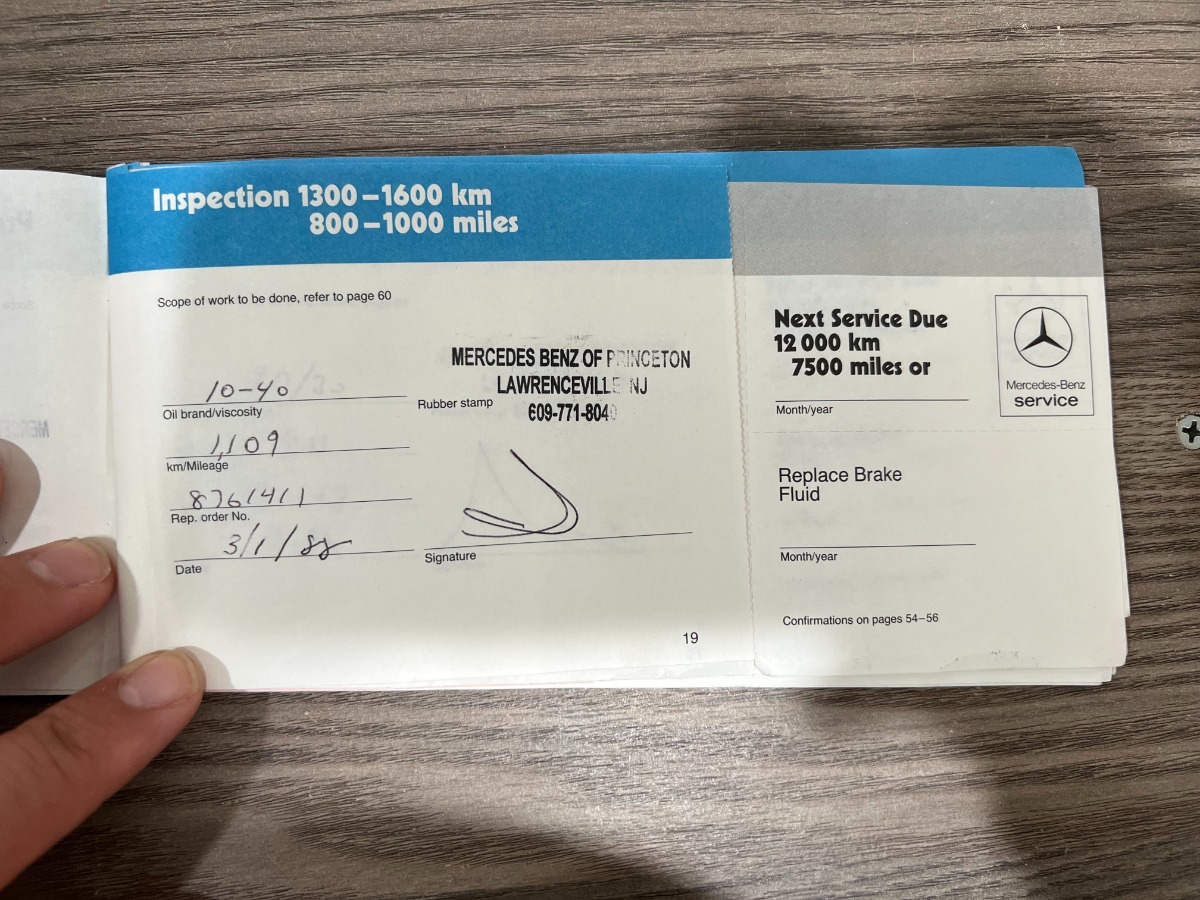 Inspection 1300–1600 km
800–1000 miles
Scope of work to be done, refer to page 60
10-40
Oil brand/viscosity
1,109
km/Mileage
8761411
Rep. order No.
3/1/88
Date
MERCEDES BENZ OF PRINCETON
LAWRENCEVILLE NJ
609-771-8040
Rubber stamp
Signature
19
Next Service Due
12 000 km
7500 miles or
Month/year
Mercedes-Benz
service
Replace Brake
Fluid
Month/year
Confirmations on pages 54–56